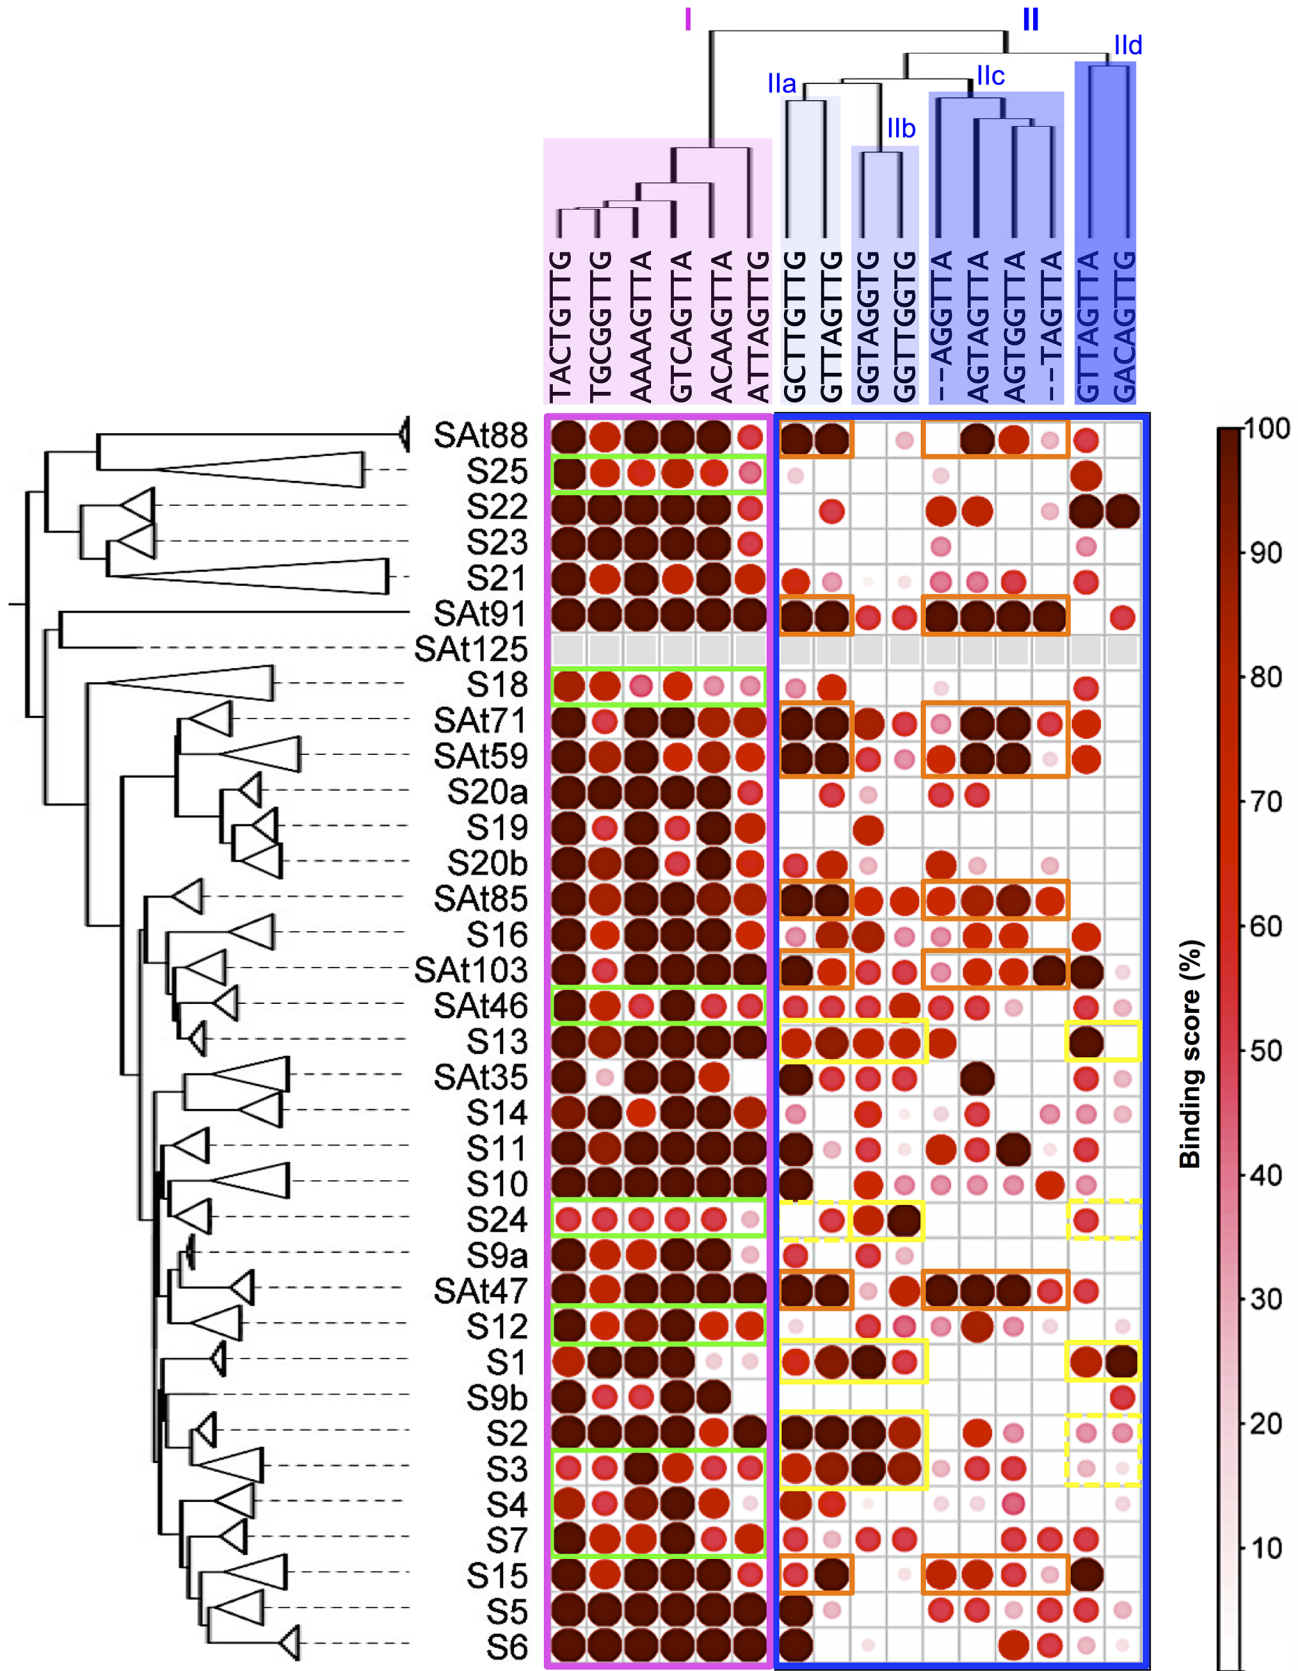 I
II
IId
IIa
IIc
IIb
TACTGTTG
TGCGGTTG
AAAAGTTA
GTCAGTTA
ACAAGTTA
ATTAGTTG
GCTTGTTG
GTTAGTTG
GGTAGGTG
GGTTGGTG
--AGGTTA
AGTAGTTA
AGTGGTTA
--TAGTTA
GTTAGTTA
GACAGTTG
SAt88
S25
S22
S23
S21
SAt91
SAt125
S18
SAt71
SAt59
S20a
S19
S20b
SAt85
S16
SAt103
SAt46
S13
SAt35
S14
S11
S10
S24
S9a
SAt47
S12
S1
S9b
S2
S3
S4
S7
S15
S5
S6
100
90
80
70
60
50
40
30
20
10
Binding score (%)